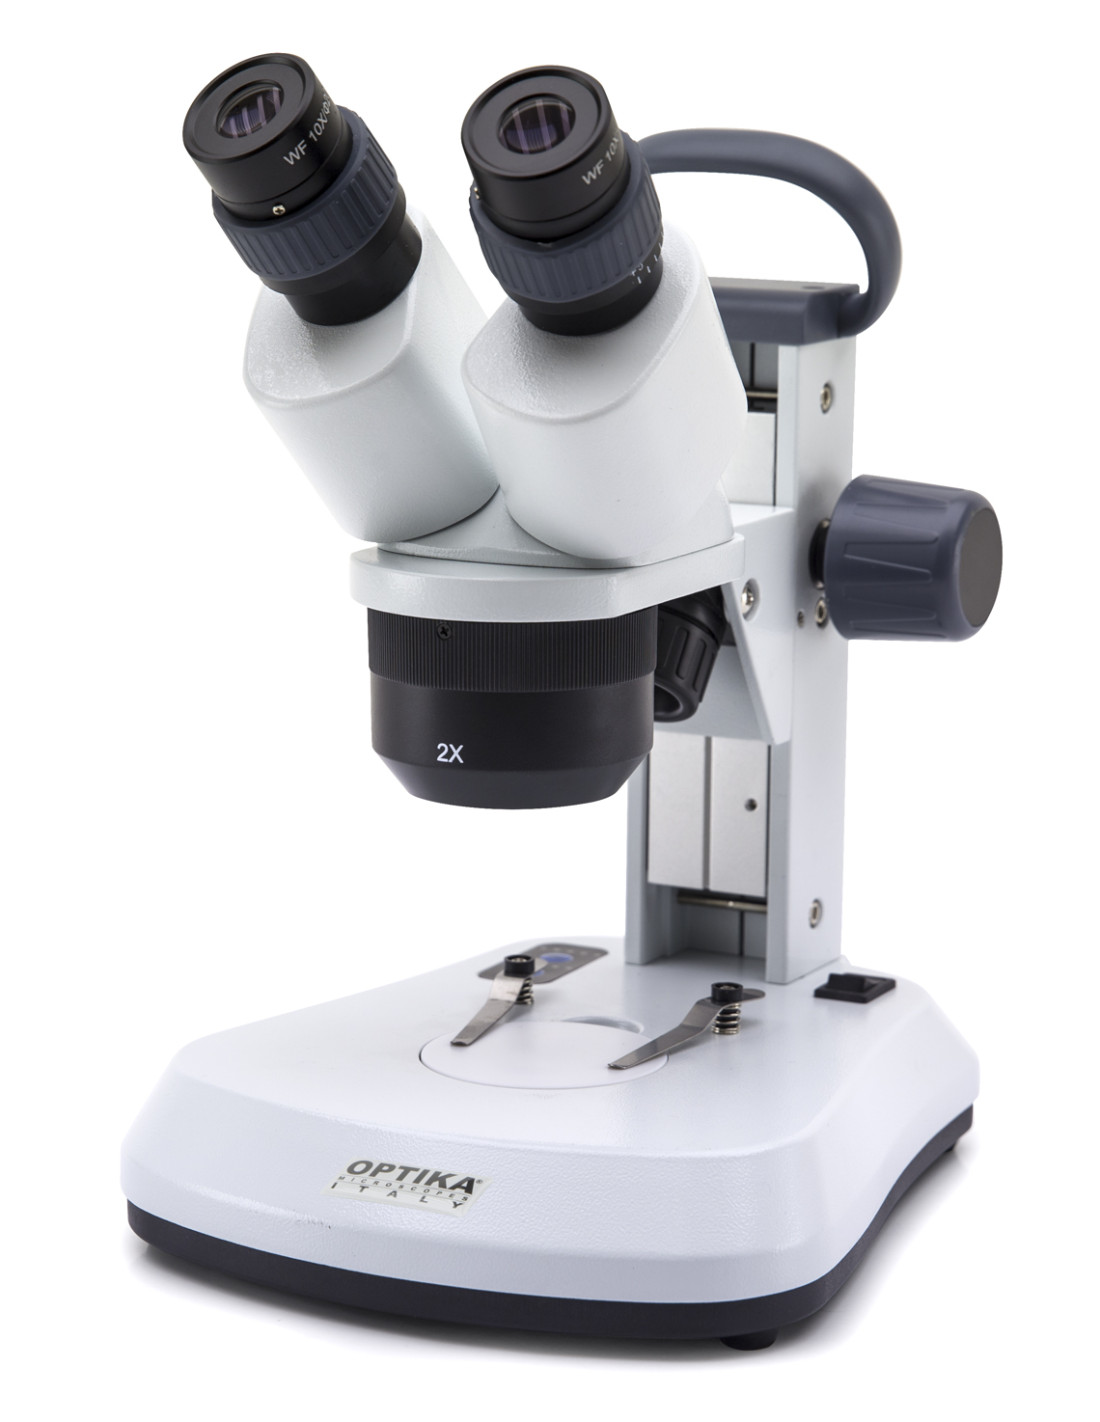 WF 10X/Φ
WF 10X
2X
OPTIKA®
MICROSCOPES
ITALY